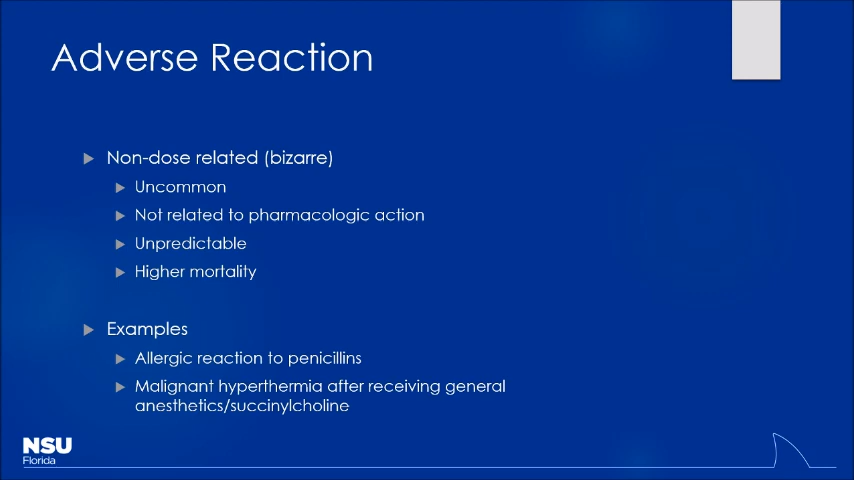 Adverse Reaction
Non-dose related (bizarre)
Uncommon
Not related to pharmacologic action
Unpredictable
Higher mortality
Examples
Allergic reaction to penicillins
Malignant hyperthermia after receiving general
anesthetics/succinylcholine
NSU
Florida